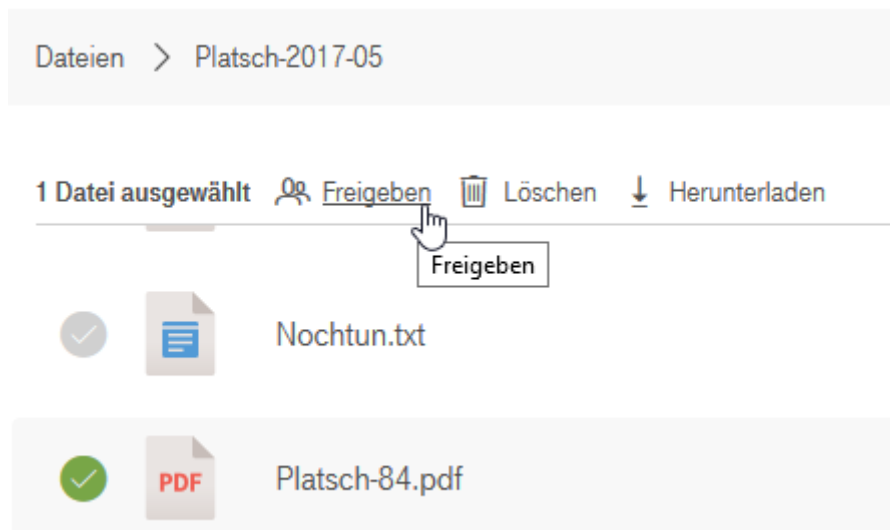 Dateien > Platsch-2017-05
1 Datei ausgewählt Freigeben Löschen Herunterladen
Freigeben
Nochtun.txt
PDF Platsch-84.pdf